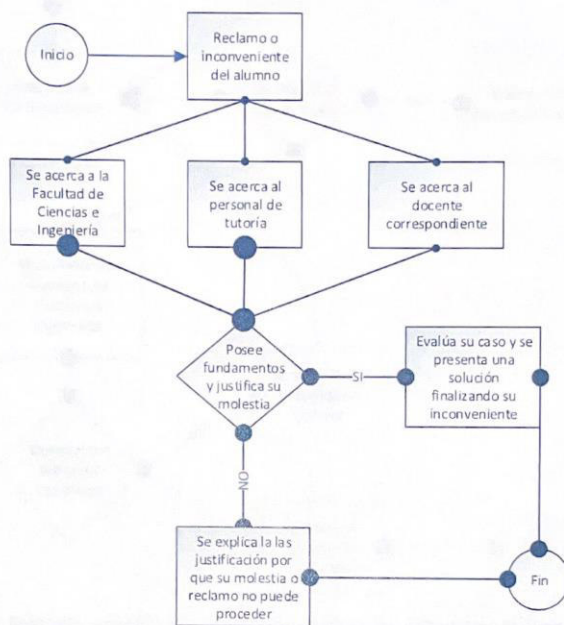 Inicio
Reclamo o
inconveniente
del alumno
Se acerca a la
Facultad de
Ciencias e
Ingeniería
Se acerca al
personal de
tutoría
Se acerca al
docente
correspondiente
Posee
fundamentos
y justifica su
molestia
SI
Evalúa su caso y se
presenta una
solución
finalizando su
inconveniente
NO
Se explica la las
justificación por
que su molestia o
reclamo no puede
proceder
Fin